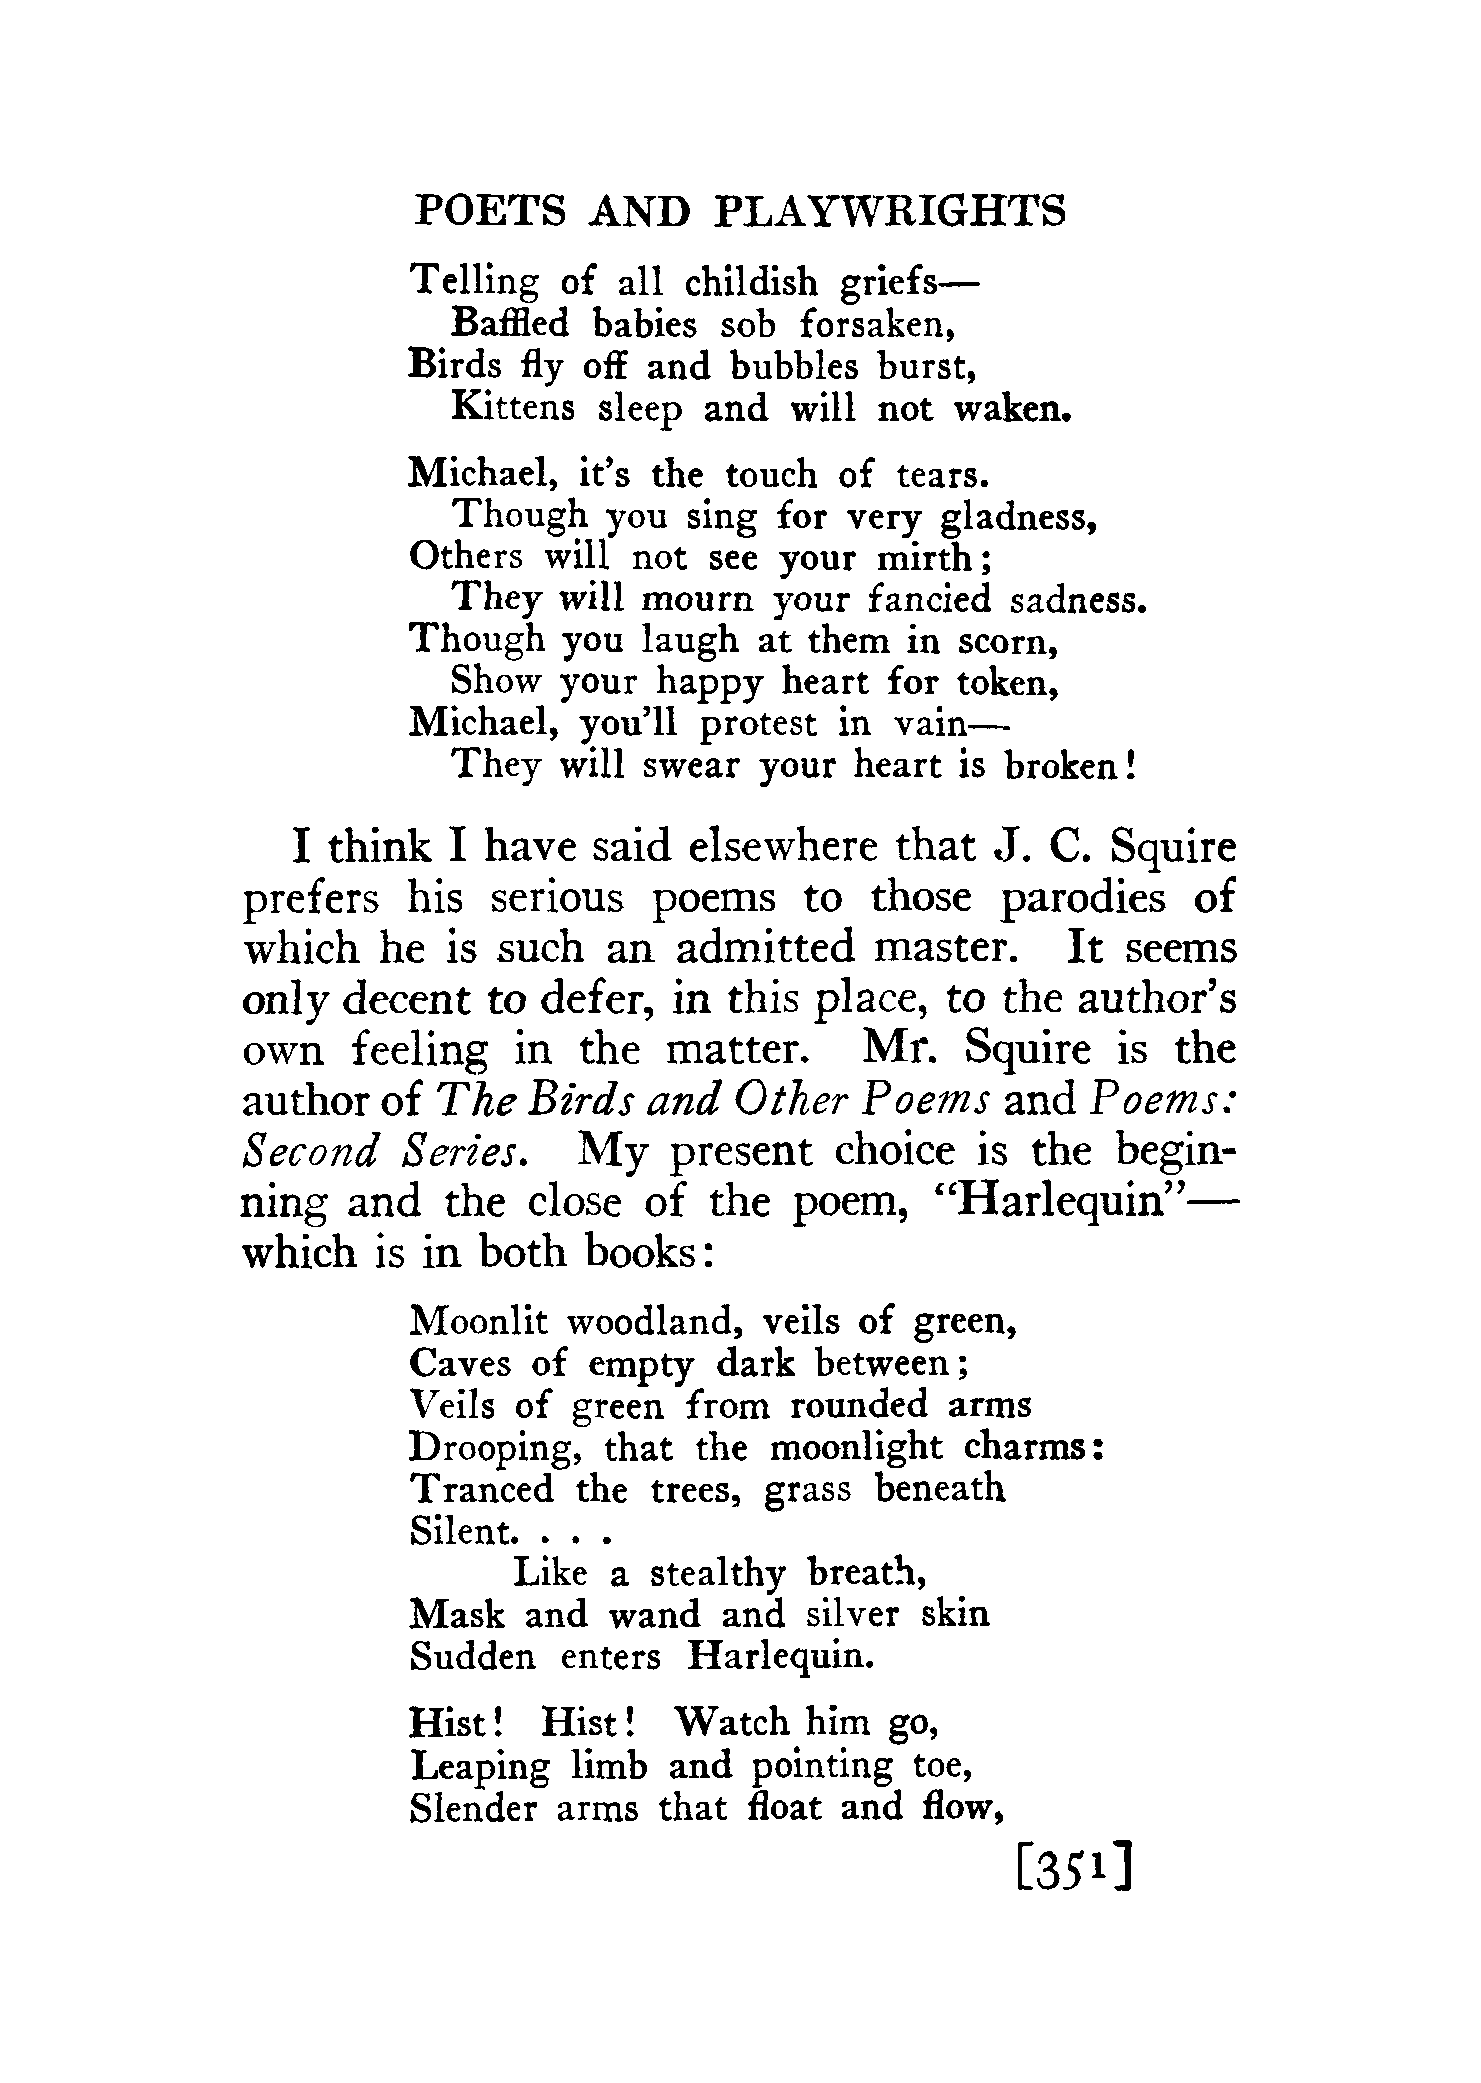 POETS AND PLAYWRIGHTS
Telling of all childish griefs—
Baffled babies sob forsaken,
Birds fly off and bubbles burst,
Kittens sleep and will not waken.
Michael, it's the touch of tears.
Though you sing for very gladness,
Others will not see your mirth;
They will mourn your fancied sadness.
Though you laugh at them in scorn,
Show your happy heart for token,
Michael, you'll protest in vain—
They will swear your heart is broken!
I think I have said elsewhere that J. C. Squire
prefers his serious poems to those parodies of
which he is such an admitted master. It seems
only decent to defer, in this place, to the author's
own feeling in the matter. Mr. Squire is the
author of The Birds and Other Poems and Poems:
Second Series. My present choice is the begin-
ning and the close of the poem, “Harlequin”—
which is in both books:
Moonlit woodland, veils of green,
Caves of empty dark between;
Veils of green from rounded arms
Drooping, that the moonlight charms:
Tranced the trees, grass beneath
Silent. . . .
Like a stealthy breath,
Mask and wand and silver skin
Sudden enters Harlequin.
Hist! Hist! Watch him go,
Leaping limb and pointing toe,
Slender arms that float and flow,
[351]